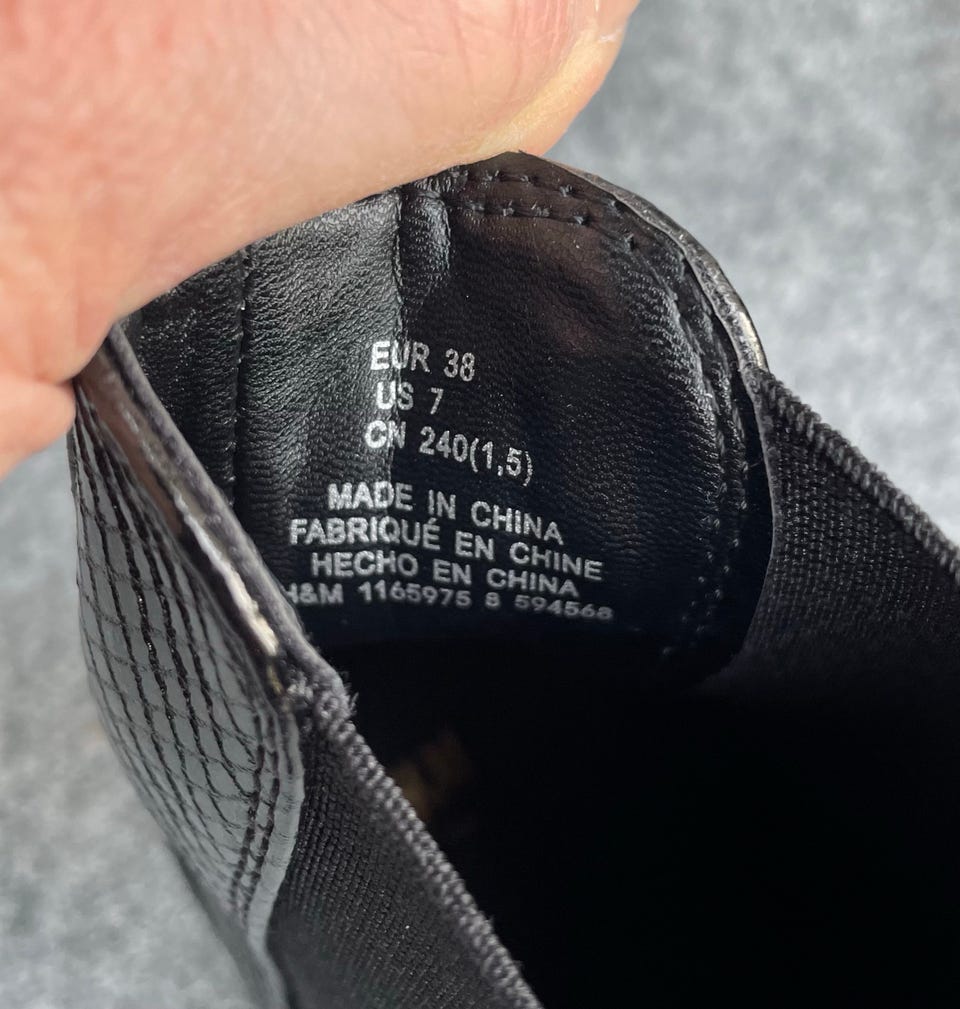 EUR 38
US 7
CN 240(1,5)
MADE IN CHINA
FABRIQUÉ EN CHINE
HECHO EN CHINA
H&M 1165975 8 594568